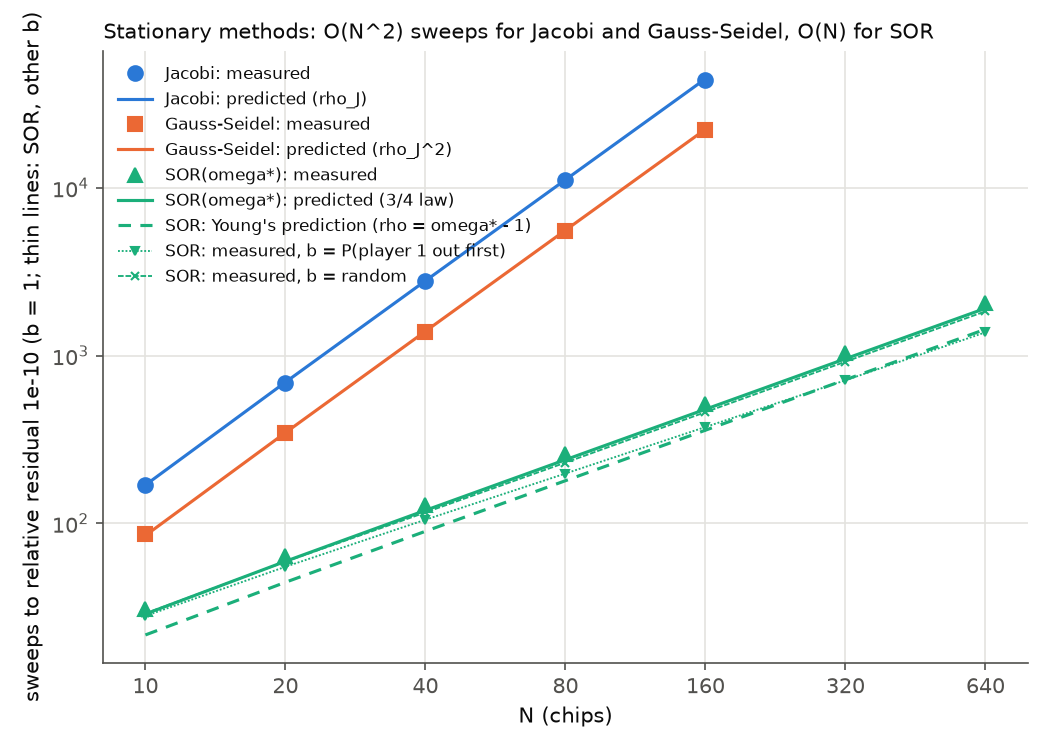 Stationary methods: O(N^2) sweeps for Jacobi and Gauss-Seidel, O(N) for SOR
sweeps to relative residual 1e-10 (b = 1; thin lines: SOR, other b)
Jacobi: measured
Jacobi: predicted (rho_J)
Gauss-Seidel: measured
Gauss-Seidel: predicted (rho_J^2)
SOR(omega*): measured
SOR(omega*): predicted (3/4 law)
SOR: Young's prediction (rho = omega* - 1)
SOR: measured, b = P(player 1 out first)
SOR: measured, b = random
10^4
10^3
10^2
10 20 40 80 160 320 640
N (chips)